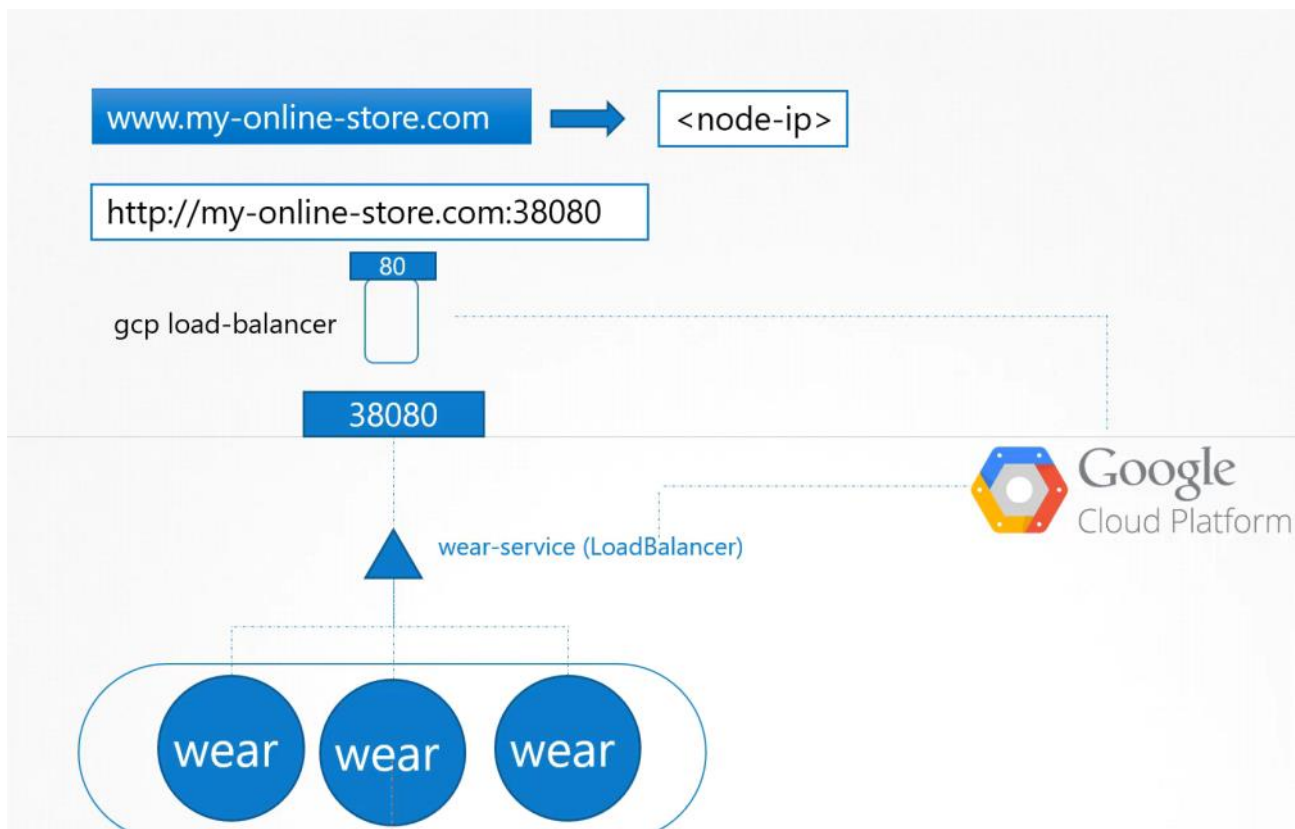 www.my-online-store.com
<node-ip>
http://my-online-store.com:38080
80
gcp load-balancer
38080
Google
Cloud Platform
wear-service (LoadBalancer)
wear
wear
wear